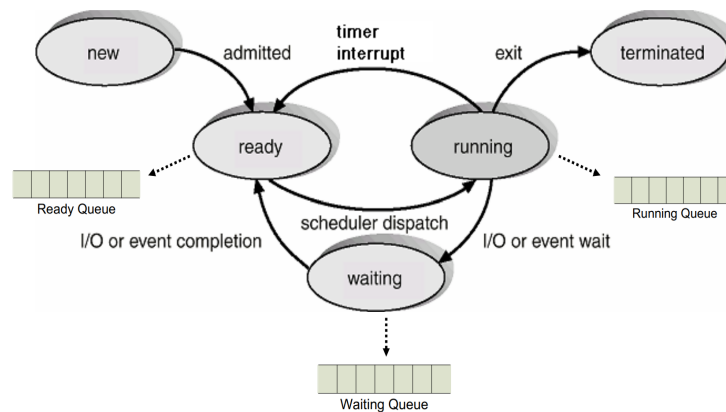 timer
interrupt
new
admitted
exit
terminated
ready
running
Ready Queue
scheduler dispatch
Running Queue
I/O or event completion
I/O or event wait
waiting
Waiting Queue